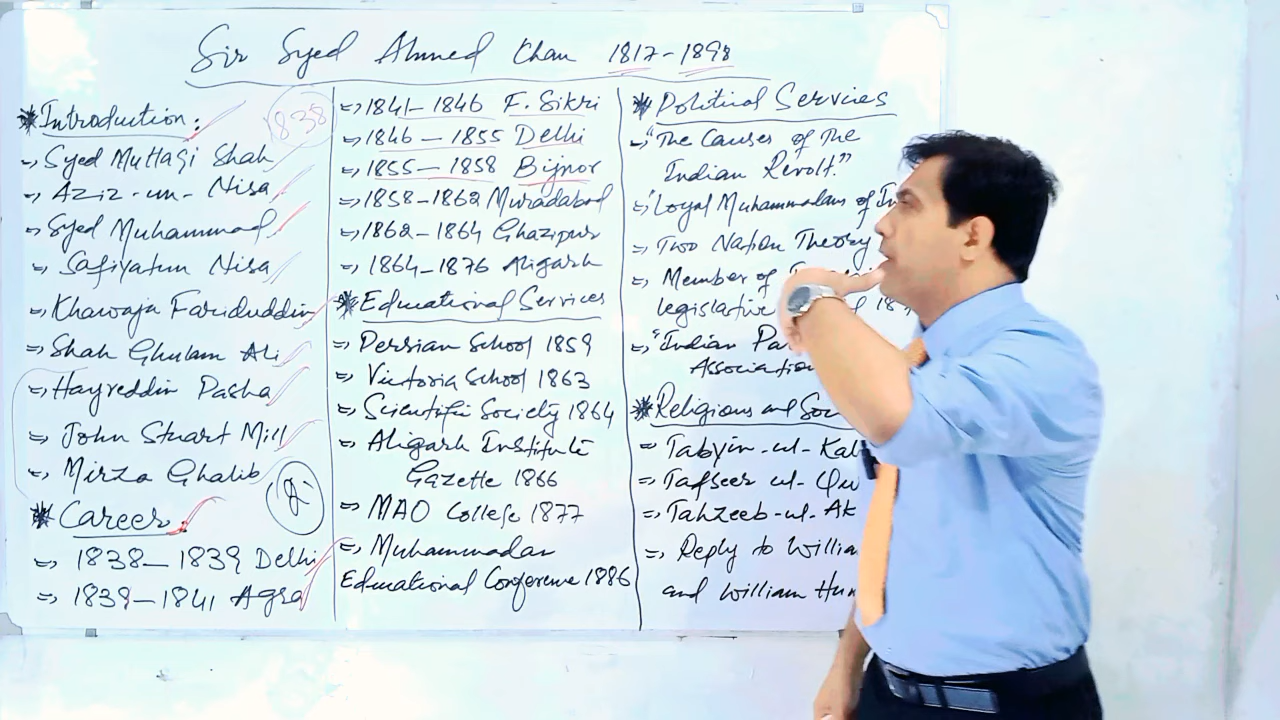 Sir Syed Ahmed Khan 1817-1898
* Introduction:
1838
=> Syed Muttaqi Shah
=> Aziz-un-Nisa
=> Syed Muhammad
=> Safiyatun Nisa
=> Khawaja Fariduddin
=> Shah Ghulam Ali
=> Hayreddin Pasha
=> John Stuart Mill
=> Mirza Ghalib
* Career
=> 1838-1839 Delhi
=> 1839-1841 Agra
=> 1841-1846 F. Sikri
=> 1846-1855 Delhi
=> 1855-1858 Bijnor
=> 1858-1862 Muradabad
=> 1862-1864 Ghazipur
=> 1864-1876 Aligarh
* Educational Services
=> Persian School 1859
=> Victoria School 1863
=> Scientific Society 1864
=> Aligarh Institute
Gazette 1866
=> MAO College 1877
=> Muhammadan
Educational Conference 1886
* Political Services
=> "The Causes of The
Indian Revolt."
=> "Loyal Muhammadans of
=> Two Nation Theory
=> Member of
legislative of
=> "Indian
Association
* Religious and
=> Tabyin-ul-
=> Tafseer ul-
=> Tahzeeb-ul-
=> Reply to
and William